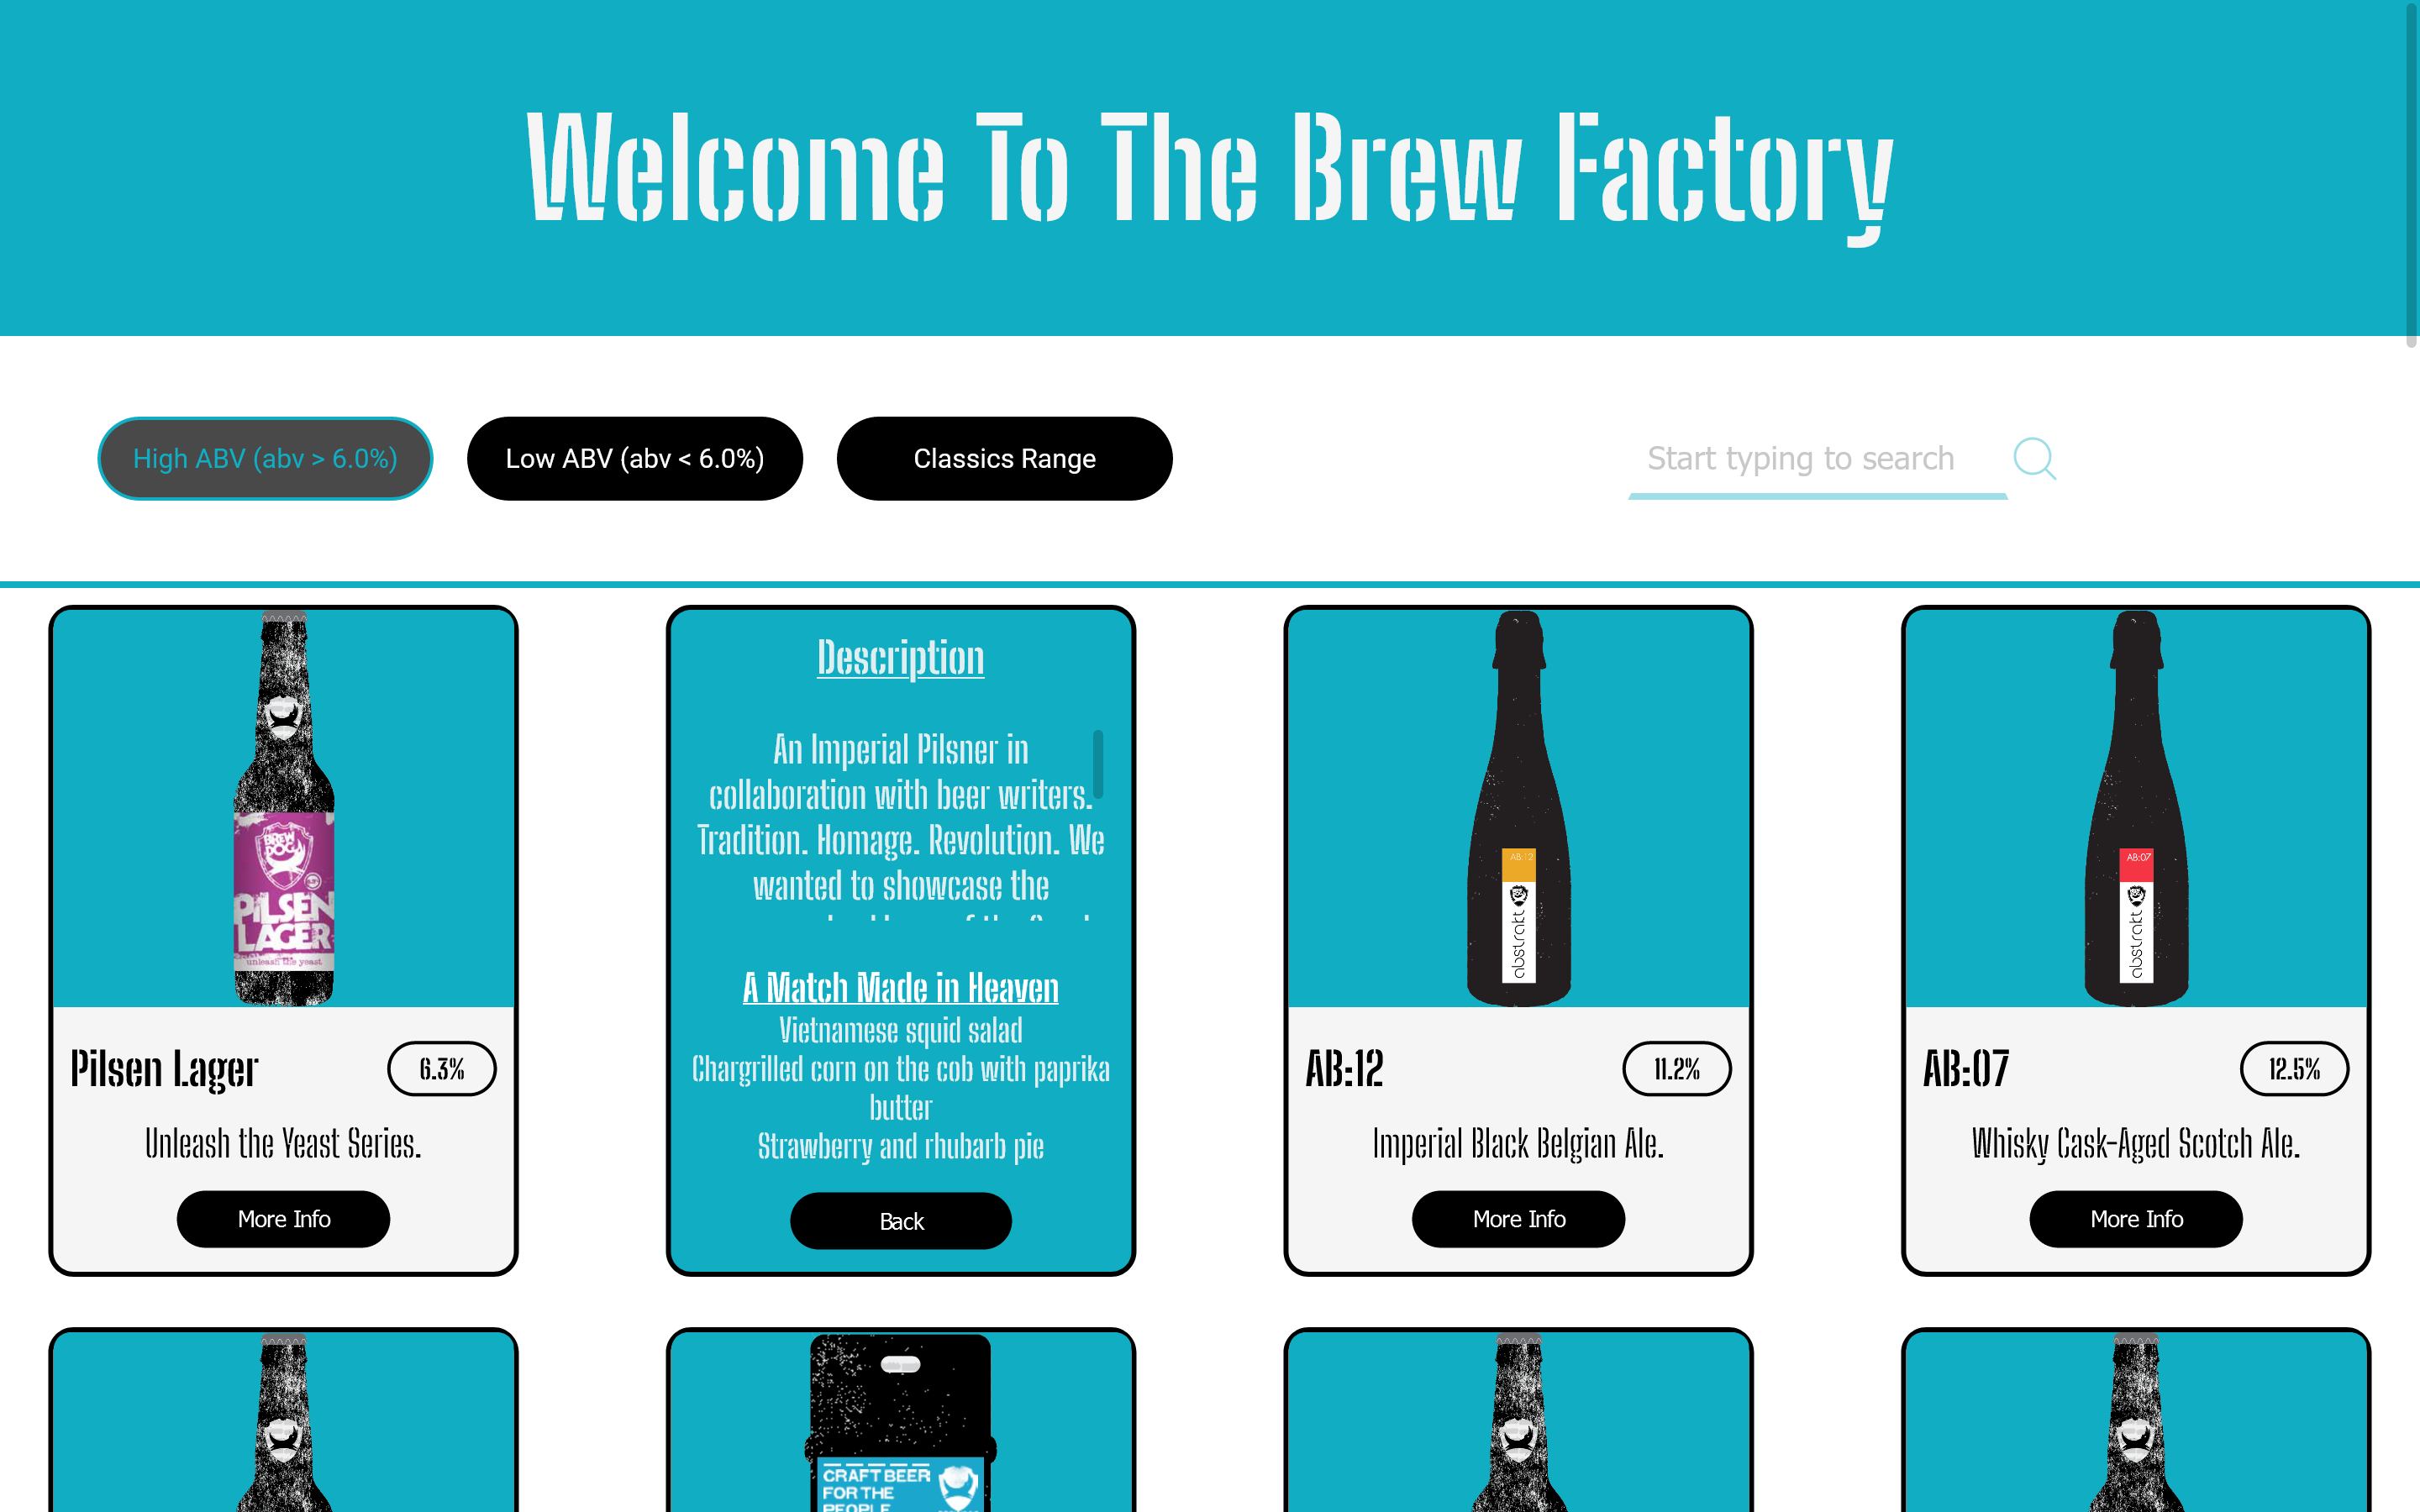 Welcome To The Brew Factory
High ABV (abv > 6.0%)
Low ABV (abv < 6.0%)
Classics Range
Start typing to search
BREW
DOG
PILSEN
LAGER
unleash the yeast
Pilsen Lager
6.3%
Unleash the Yeast Series.
More Info
Description
An Imperial Pilsner in
collaboration with beer writers.
Tradition. Homage. Revolution. We
wanted to showcase the
A Match Made in Heaven
Vietnamese squid salad
Chargrilled corn on the cob with paprika
butter
Strawberry and rhubarb pie
Back
AB:12
abstrakt
AB:12
11.2%
Imperial Black Belgian Ale.
More Info
AB:07
abstrakt
AB:07
12.5%
Whisky Cask-Aged Scotch Ale.
More Info
CRAFT BEER
FOR THE
PEOPLE